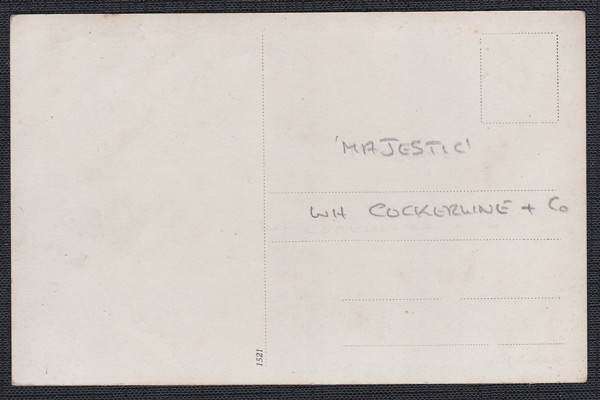 'MAJESTIC'
WH COCKERLINE + Co
1521